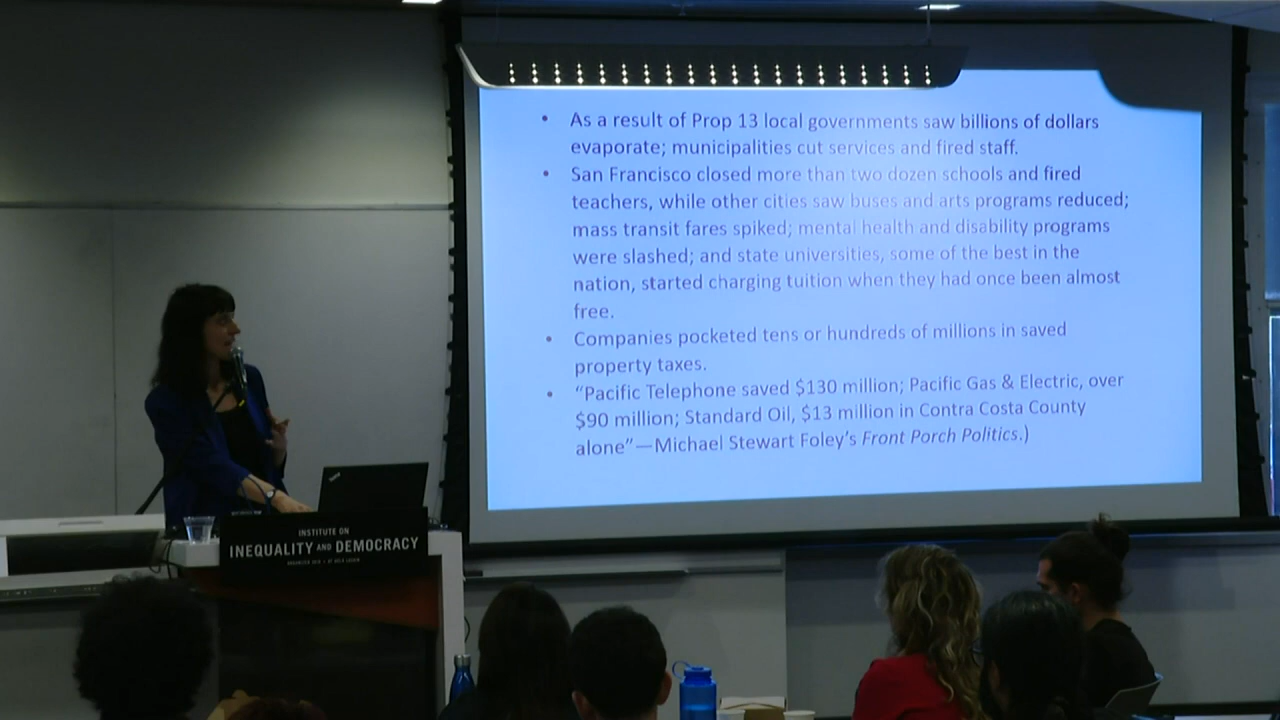 • As a result of Prop 13 local governments saw billions of dollars
evaporate; municipalities cut services and fired staff.
• San Francisco closed more than two dozen schools and fired
teachers, while other cities saw buses and arts programs reduced;
mass transit fares spiked; mental health and disability programs
were slashed; and state universities, some of the best in the
nation, started charging tuition when they had once been almost
free.
• Companies pocketed tens or hundreds of millions in saved
property taxes.
• “Pacific Telephone saved $130 million; Pacific Gas & Electric, over
$90 million; Standard Oil, $13 million in Contra Costa County
alone”—Michael Stewart Foley’s Front Porch Politics.)
INSTITUTE ON
INEQUALITY AND DEMOCRACY